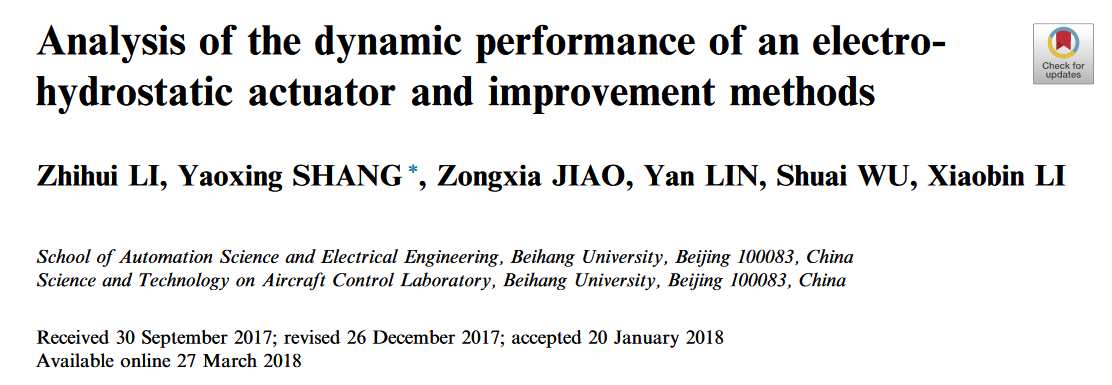 Analysis of the dynamic performance of an electro-
hydrostatic actuator and improvement methods
Check for
updates
Zhihui LI, Yaoxing SHANG *, Zongxia JIAO, Yan LIN, Shuai WU, Xiaobin LI
School of Automation Science and Electrical Engineering, Beihang University, Beijing 100083, China
Science and Technology on Aircraft Control Laboratory, Beihang University, Beijing 100083, China
Received 30 September 2017; revised 26 December 2017; accepted 20 January 2018
Available online 27 March 2018